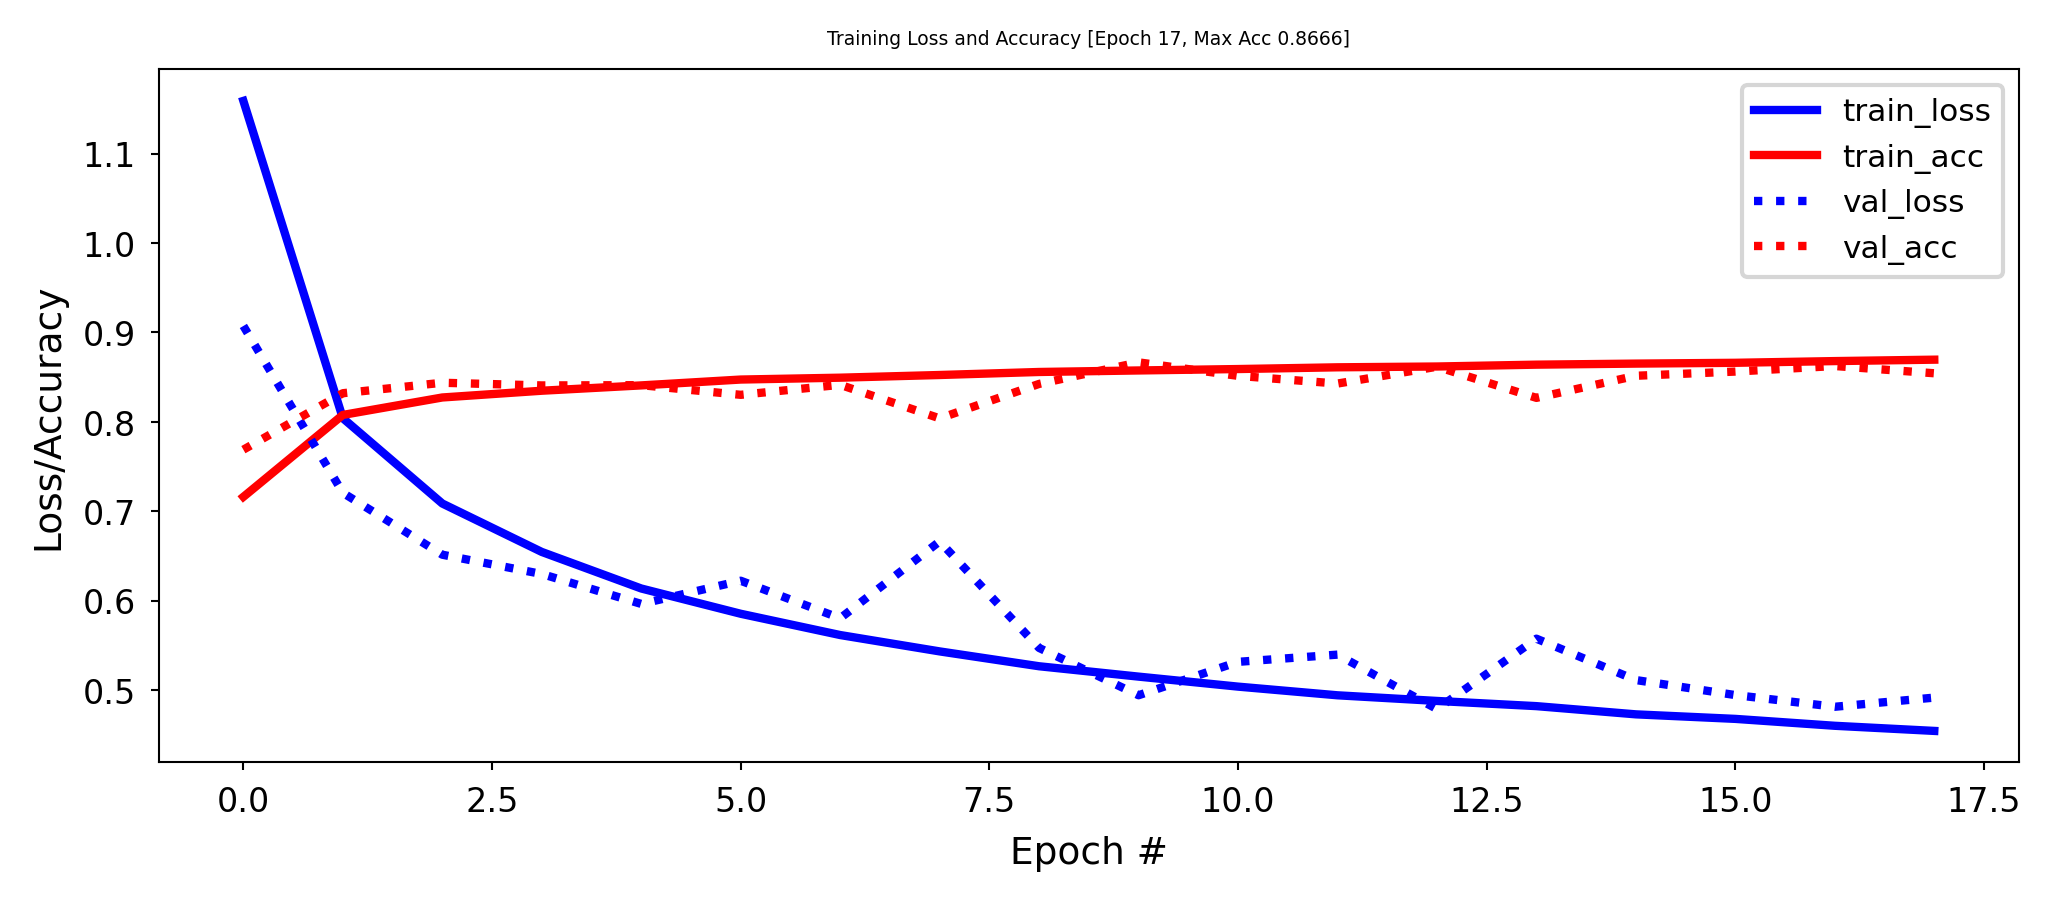 Training Loss and Accuracy [Epoch 17, Max Acc 0.8666]
train_loss
train_acc
val_loss
val_acc
Loss/Accuracy
1.1
1.0
0.9
0.8
0.7
0.6
0.5
0.0 2.5 5.0 7.5 10.0 12.5 15.0 17.5
Epoch #